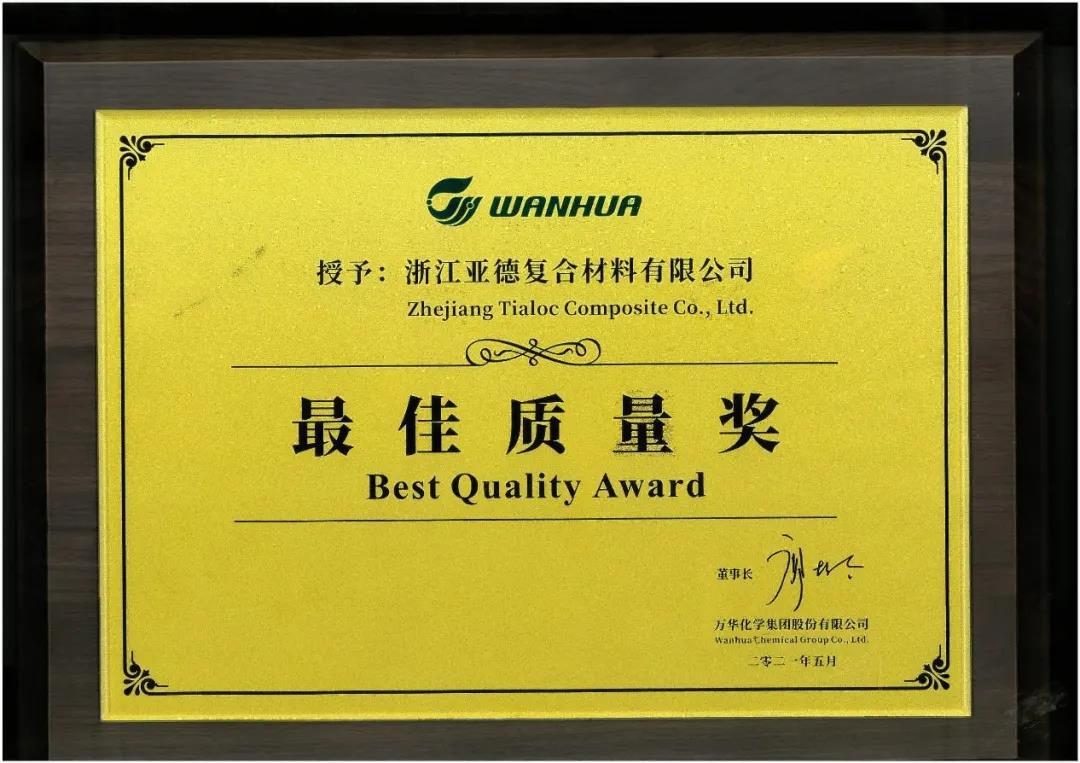 WANHUA
授予：浙江亚德复合材料有限公司
Zhejiang Tialoc Composite Co., Ltd.
最佳质量奖
Best Quality Award
董事长
万华化学集团股份有限公司
Wanhua Chemical Group Co., Ltd.
二零二一年五月